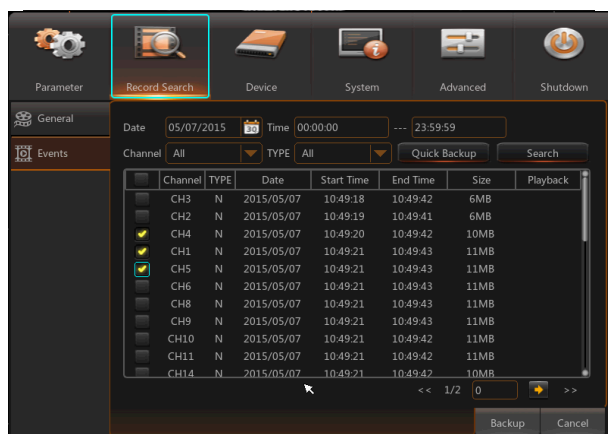 Parameter Record Search Device System Advanced Shutdown
General
Events
Date 05/07/2015 30 Time 00:00:00 --- 23:59:59
Channel All TYPE All Quick Backup Search
Channel TYPE Date Start Time End Time Size Playback
CH3 N 2015/05/07 10:49:18 10:49:42 6MB
CH2 N 2015/05/07 10:49:19 10:49:41 6MB
CH4 N 2015/05/07 10:49:20 10:49:42 10MB
CH1 N 2015/05/07 10:49:21 10:49:43 11MB
CH5 N 2015/05/07 10:49:21 10:49:43 11MB
CH6 N 2015/05/07 10:49:21 10:49:43 11MB
CH8 N 2015/05/07 10:49:21 10:49:43 11MB
CH9 N 2015/05/07 10:49:21 10:49:43 11MB
CH10 N 2015/05/07 10:49:21 10:49:42 11MB
CH11 N 2015/05/07 10:49:21 10:49:42 11MB
CH14 N 2015/05/07 10:49:21 10:49:42 10MB
<< 1/2 0 >>
Backup Cancel